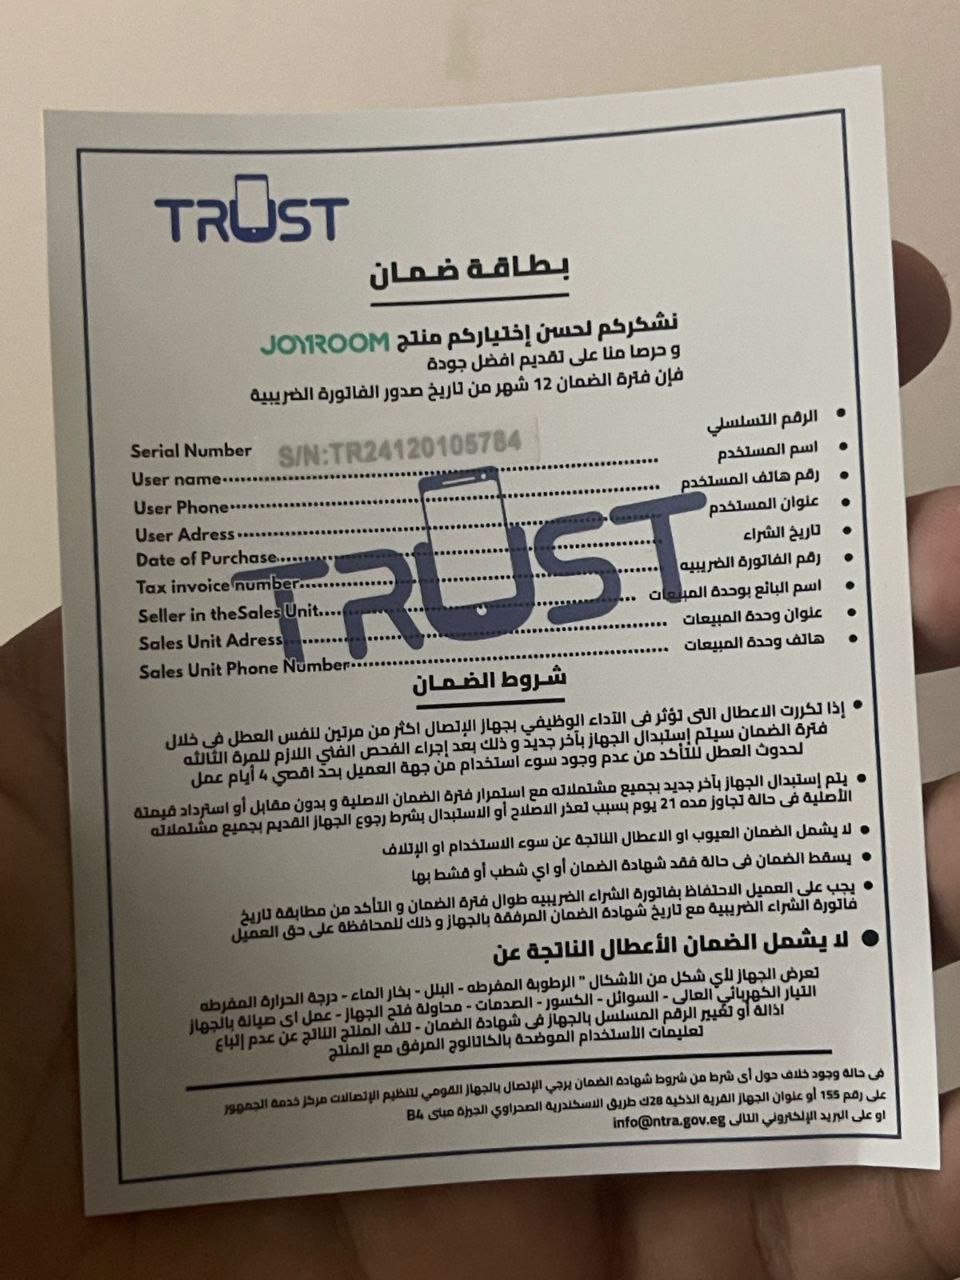 TRUST
بطاقة ضمان
نشكركم لحسن إختياركم منتج JOYROOM
و حرصا منا على تقديم افضل جودة
فإن فترة الضمان 12 شهر من تاريخ صدور الفاتورة الضريبية
Serial Number S/N:TR24120105784 الرقم التسلسلي
User name اسم المستخدم
User Phone رقم هاتف المستخدم
User Adress عنوان المستخدم
Date of Purchase تاريخ الشراء
Tax invoice number رقم الفاتورة الضريبيه
Seller in theSales Unit اسم البائع بوحدة المبيعات
Sales Unit Adress عنوان وحدة المبيعات
Sales Unit Phone Number هاتف وحدة المبيعات
TRUST
شروط الضمان
إذا تكررت الاعطال التى تؤثر فى الآداء الوظيفي بجهاز الإتصال اكثر من مرتين لنفس العطل فى خلال
فترة الضمان سيتم إستبدال الجهاز بآخر جديد و ذلك بعد إجراء الفحص الفني اللازم للمرة الثالثه
لحدوث العطل للتأكد من عدم وجود سوء استخدام من جهة العميل بحد اقصي 4 أيام عمل
يتم إستبدال الجهاز بآخر جديد بجميع مشتملاته مع استمرار فترة الضمان الاصلية و بدون مقابل أو استرداد قيمتة
الأصلية فى حالة تجاوز مده 21 يوم بسبب تعذر الاصلاح أو الاستبدال بشرط رجوع الجهاز القديم بجميع مشتملاته
لا يشمل الضمان العيوب او الاعطال الناتجة عن سوء الاستخدام او الإتلاف
يسقط الضمان فى حالة فقد شهادة الضمان أو اي شطب أو قشط بها
يجب على العميل الاحتفاظ بفاتورة الشراء الضريبيه طوال فترة الضمان و التأكد من مطابقة تاريخ
فاتورة الشراء الضريبية مع تاريخ شهادة الضمان المرفقة بالجهاز و ذلك للمحافظة على حق العميل
لا يشمل الضمان الأعطال الناتجة عن
تعرض الجهاز لأي شكل من الأشكال " الرطوبة المفرطه - البلل - بخار الماء - درجة الحرارة المفرطه
التيار الكهربائي العالى - السوائل - الكسور - الصدمات - محاولة فتح الجهاز - عمل اى صيانة بالجهاز
اذالة أو تغيير الرقم المسلسل بالجهاز فى شهادة الضمان - تلف المنتج الناتج عن عدم إتباع
تعليمات الأستخدام الموضحة بالكاتالوج المرفق مع المنتج
فى حالة وجود خلاف حول أى شرط من شروط شهادة الضمان يرجي الإتصال بالجهاز القومي لتنظيم الإتصالات مركز خدمة الجمهور
على رقم 155 أو عنوان الجهاز القرية الذكية 28ك طريق الاسكندرية الصحراوي الجيزة مبنى B4
او على البريد الإلكتروني التالى info@ntra.gov.eg